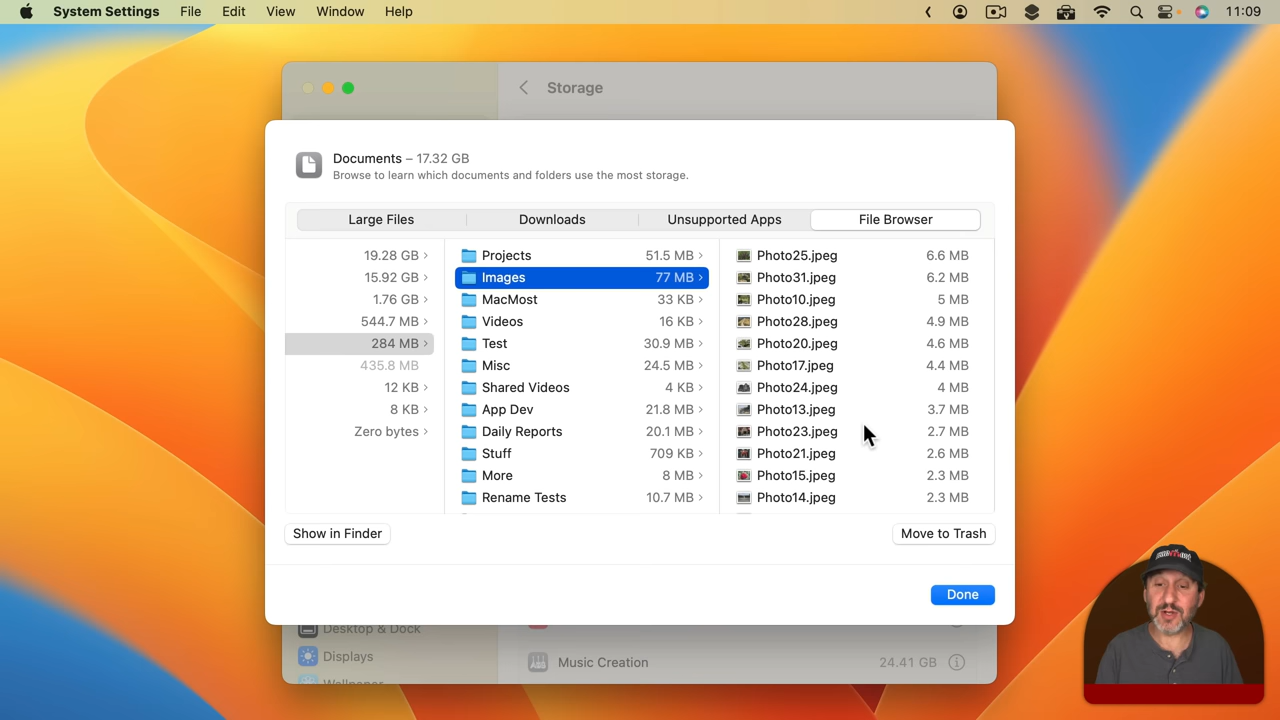 System Settings File Edit View Window Help 11:09
Storage
Documents – 17.32 GB
Browse to learn which documents and folders use the most storage.
Large Files Downloads Unsupported Apps File Browser
19.28 GB Projects 51.5 MB Photo25.jpeg 6.6 MB
15.92 GB Images 77 MB Photo31.jpeg 6.2 MB
1.76 GB MacMost 33 KB Photo10.jpeg 5 MB
544.7 MB Videos 16 KB Photo28.jpeg 4.9 MB
284 MB Test 30.9 MB Photo20.jpeg 4.6 MB
435.8 MB Misc 24.5 MB Photo17.jpeg 4.4 MB
12 KB Shared Videos 4 KB Photo24.jpeg 4 MB
8 KB App Dev 21.8 MB Photo13.jpeg 3.7 MB
Zero bytes Daily Reports 20.1 MB Photo23.jpeg 2.7 MB
Stuff 709 KB Photo21.jpeg 2.6 MB
More 8 MB Photo15.jpeg 2.3 MB
Rename Tests 10.7 MB Photo14.jpeg 2.3 MB
Show in Finder Move to Trash
Done
Desktop & Dock
Displays Music Creation 24.41 GB
Wallpaper